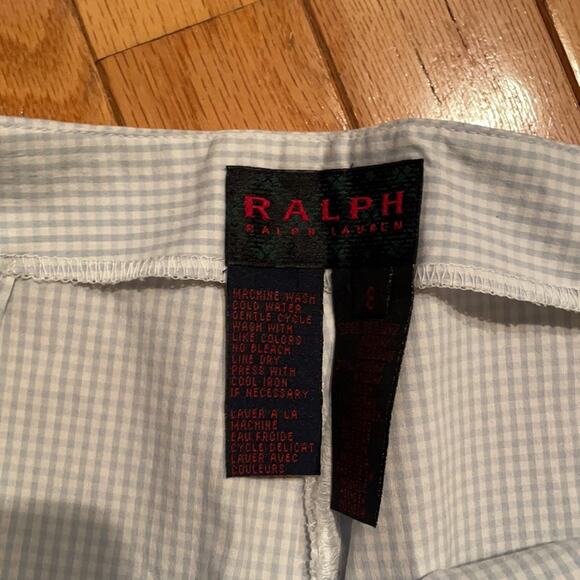 RALPH
RALPH LAUREN
8
MACHINE WASH
COLD WATER
GENTLE CYCLE
WASH WITH
LIKE COLORS
NO BLEACH
LINE DRY
PRESS WITH
COOL IRON
IF NECESSARY
LAVER A LA
MACHINE
EAU FROIDE
CYCLE DELICAT
LAVER AVEC
COULEURS